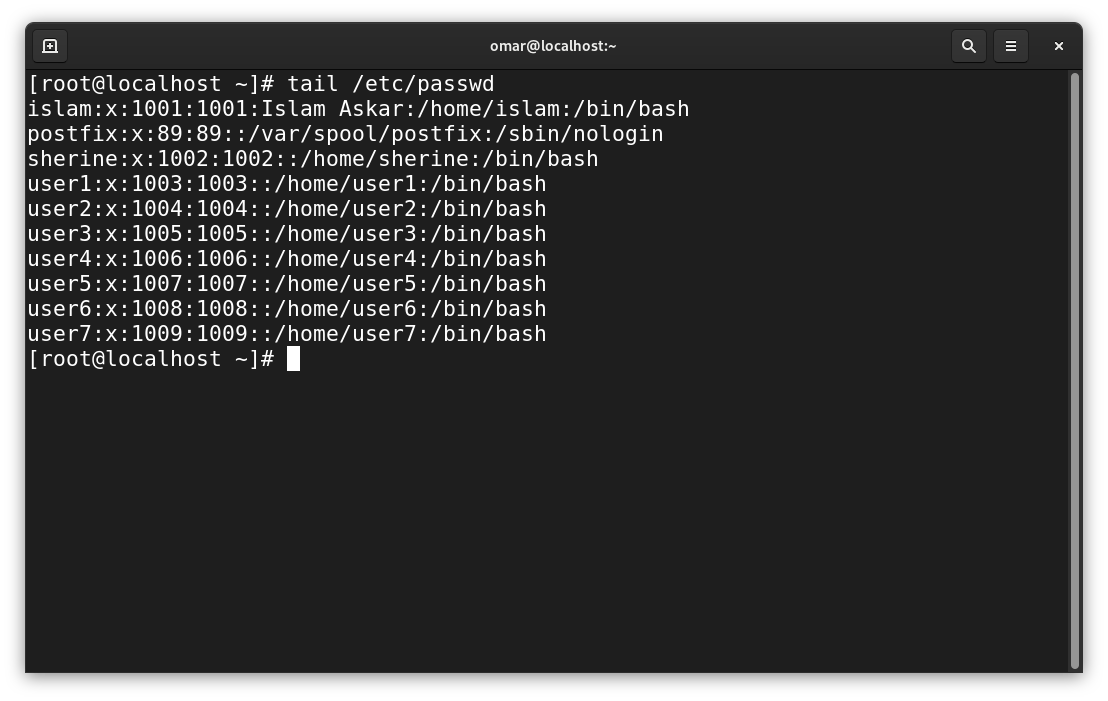 omar@localhost:~
[root@localhost ~]# tail /etc/passwd
islam:x:1001:1001:Islam Askar:/home/islam:/bin/bash
postfix:x:89:89::/var/spool/postfix:/sbin/nologin
sherine:x:1002:1002::/home/sherine:/bin/bash
user1:x:1003:1003::/home/user1:/bin/bash
user2:x:1004:1004::/home/user2:/bin/bash
user3:x:1005:1005::/home/user3:/bin/bash
user4:x:1006:1006::/home/user4:/bin/bash
user5:x:1007:1007::/home/user5:/bin/bash
user6:x:1008:1008::/home/user6:/bin/bash
user7:x:1009:1009::/home/user7:/bin/bash
[root@localhost ~]#